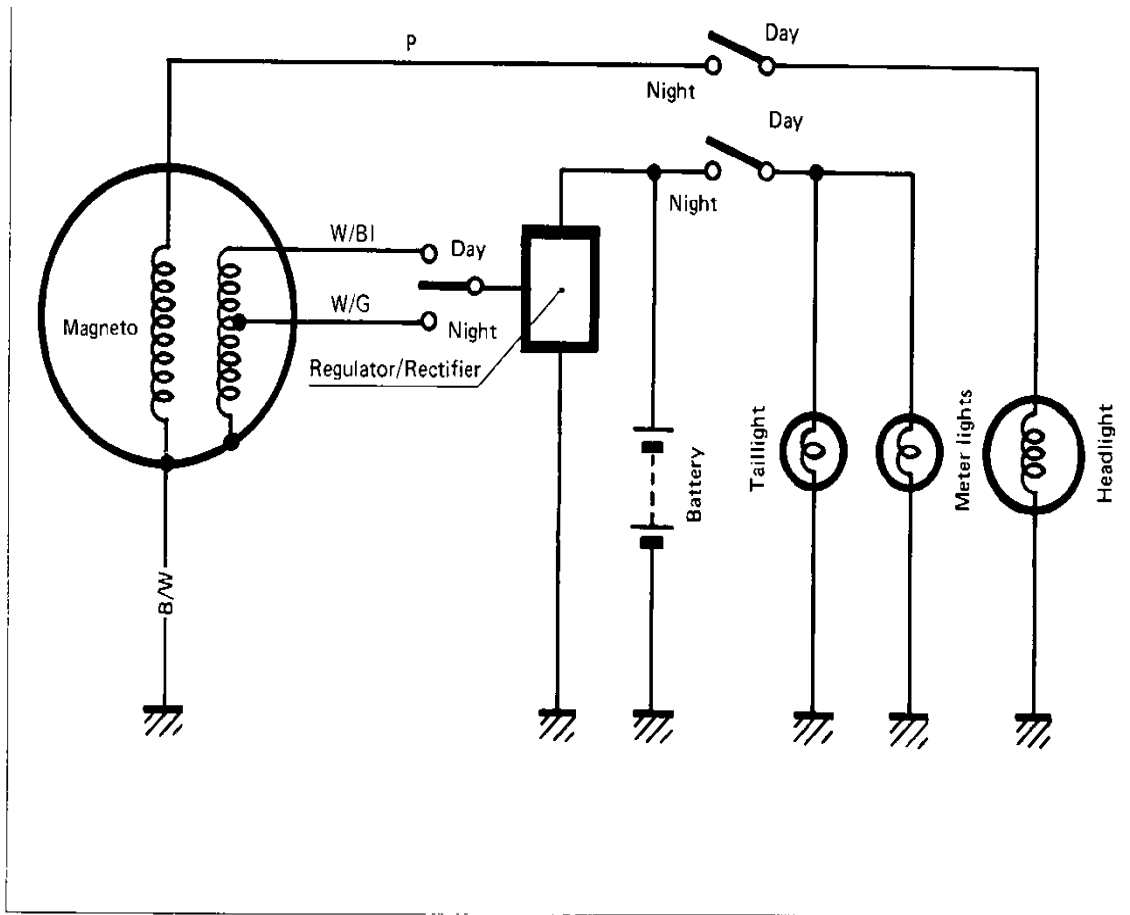 P
Day
Night
Day
Night
W/Bl
Day
W/G
Night
Magneto
Regulator/Rectifier
Battery
Taillight
Meter lights
Headlight
B/W